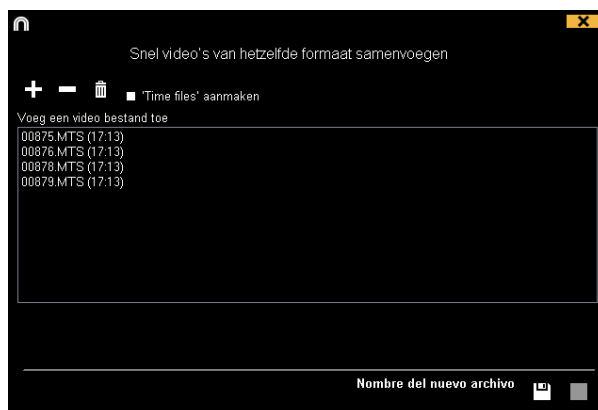 Snel video's van hetzelfde formaat samenvoegen
'Time files' aanmaken
Voeg een video bestand toe
00875.MTS (17:13)
00876.MTS (17:13)
00878.MTS (17:13)
00879.MTS (17:13)
Nombre del nuevo archivo